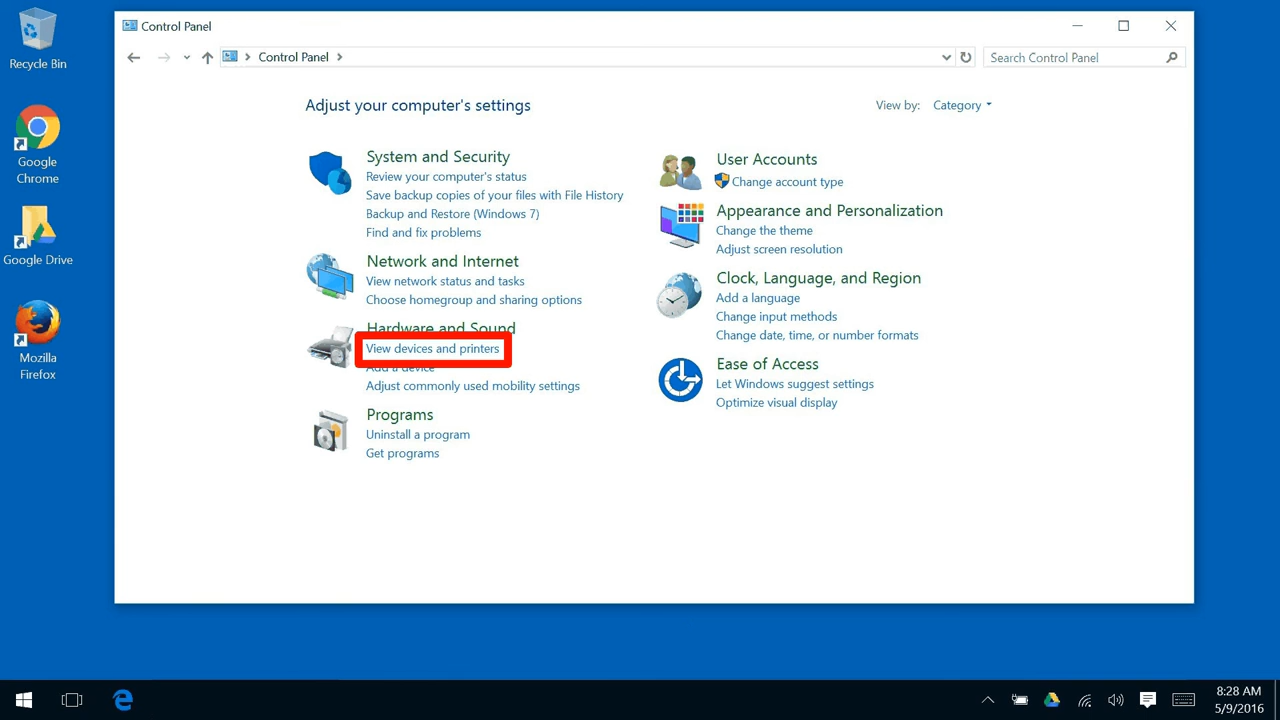 Recycle Bin
Google
Chrome
Google Drive
Mozilla
Firefox
Control Panel
Control Panel
Search Control Panel
Adjust your computer's settings
View by: Category
System and Security
Review your computer's status
Save backup copies of your files with File History
Backup and Restore (Windows 7)
Find and fix problems
Network and Internet
View network status and tasks
Choose homegroup and sharing options
Hardware and Sound
View devices and printers
Add a device
Adjust commonly used mobility settings
Programs
Uninstall a program
Get programs
User Accounts
Change account type
Appearance and Personalization
Change the theme
Adjust screen resolution
Clock, Language, and Region
Add a language
Change input methods
Change date, time, or number formats
Ease of Access
Let Windows suggest settings
Optimize visual display
8:28 AM
5/9/2016